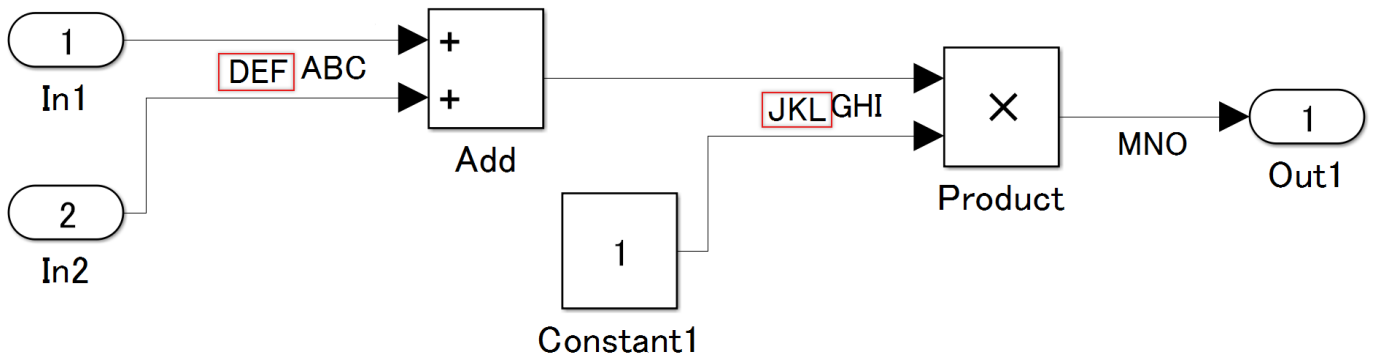 1
In1
DEF ABC
+
+
Add
2
In2
1
Constant1
JKL GHI
×
Product
MNO
1
Out1